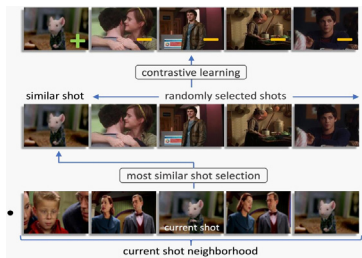 contrastive learning
similar shot randomly selected shots
most similar shot selection
current shot
current shot neighborhood